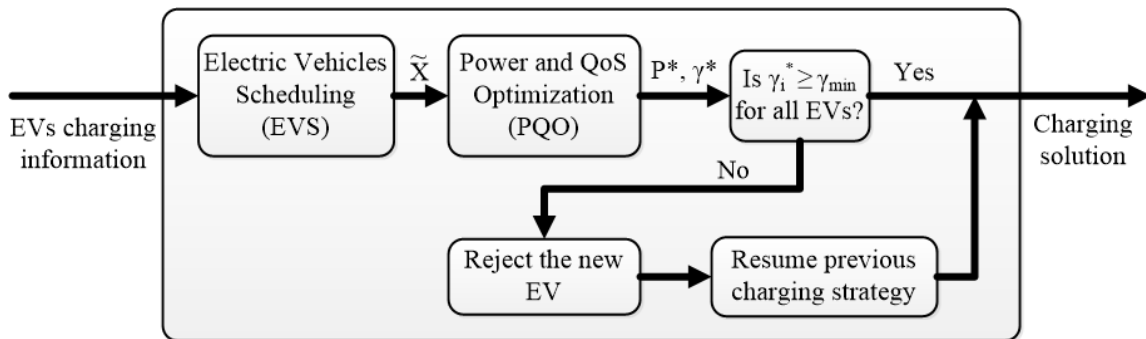 EVs charging
information
Electric Vehicles
Scheduling
(EVS)
X̃
Power and QoS
Optimization
(PQO)
P*, γ*
Is γᵢ* ≥ γₘᵢₙ
for all EVs?
Yes
No
Charging
solution
Reject the new
EV
Resume previous
charging strategy